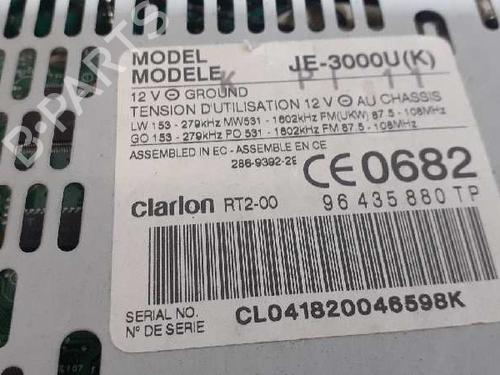 MODEL JE-3000U(K)
MODELE
12 V ⊖ GROUND
TENSION D'UTILISATION 12 V ⊖ AU CHASSIS
LW 153 - 279kHz MW531 - 1602kHz FM(UKW) 87.5 - 108MHz
GO 153 - 279kHz PO 531 - 1602kHz FM 87.5 - 108MHz
ASSEMBLED IN EC - ASSEMBLE EN CE
286-9392-28
CE0682
Clarion RT2-00 96 435 880 TP
SERIAL NO.
N° DE SERIE CL041820046598K
B-PARTS